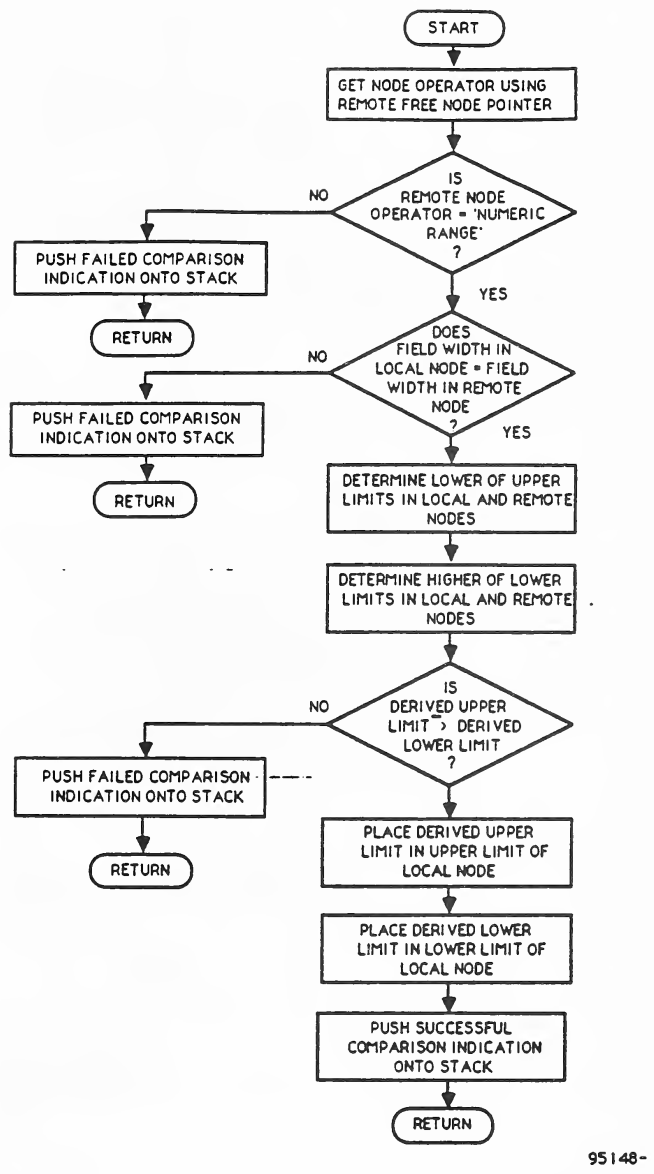 START
GET NODE OPERATOR USING
REMOTE FREE NODE POINTER
IS
REMOTE NODE
OPERATOR = 'NUMERIC
RANGE'
?
NO
PUSH FAILED COMPARISON
INDICATION ONTO STACK
RETURN
YES
DOES
FIELD WIDTH IN
LOCAL NODE = FIELD
WIDTH IN REMOTE
NODE
?
NO
PUSH FAILED COMPARISON
INDICATION ONTO STACK
RETURN
YES
DETERMINE LOWER OF UPPER
LIMITS IN LOCAL AND REMOTE
NODES
DETERMINE HIGHER OF LOWER
LIMITS IN LOCAL AND REMOTE
NODES
IS
DERIVED UPPER
LIMIT > DERIVED
LOWER LIMIT
?
NO
PUSH FAILED COMPARISON
INDICATION ONTO STACK
RETURN
PLACE DERIVED UPPER
LIMIT IN UPPER LIMIT OF
LOCAL NODE
PLACE DERIVED LOWER
LIMIT IN LOWER LIMIT OF
LOCAL NODE
PUSH SUCCESSFUL
COMPARISON INDICATION
ONTO STACK
RETURN
95148-